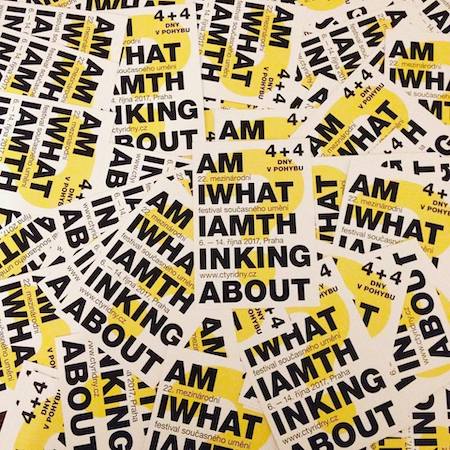 AM
4+4
DNY
V POHYBU
IWHAT
22. mezinárodní
festival současného umění
IAMTH
6. — 14. října 2017, Praha
INKING
www.ctyridny.cz
ABOUT